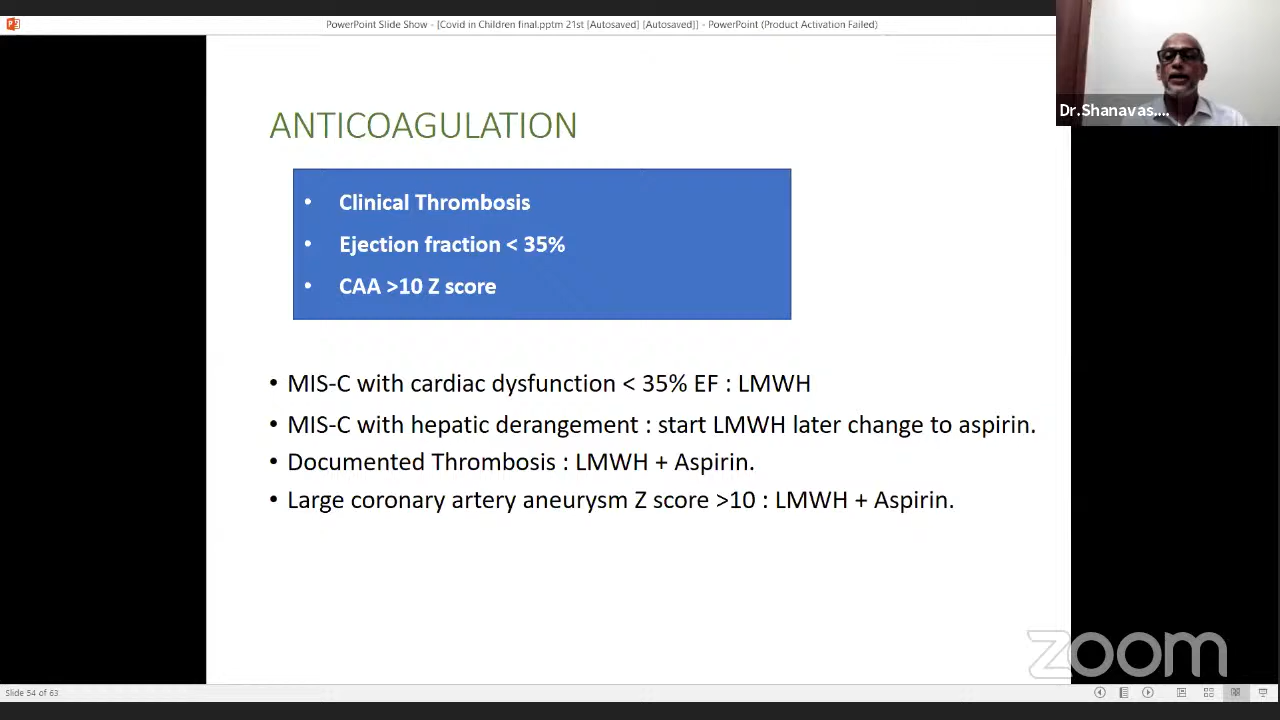 PowerPoint Slide Show - [Covid in Children final.pptm 21st [Autosaved] [Autosaved]] - PowerPoint (Product Activation Failed)
Dr.Shanavas....
ANTICOAGULATION
• Clinical Thrombosis
• Ejection fraction < 35%
• CAA >10 Z score
• MIS-C with cardiac dysfunction < 35% EF : LMWH
• MIS-C with hepatic derangement : start LMWH later change to aspirin.
• Documented Thrombosis : LMWH + Aspirin.
• Large coronary artery aneurysm Z score >10 : LMWH + Aspirin.
zoom
Slide 54 of 63